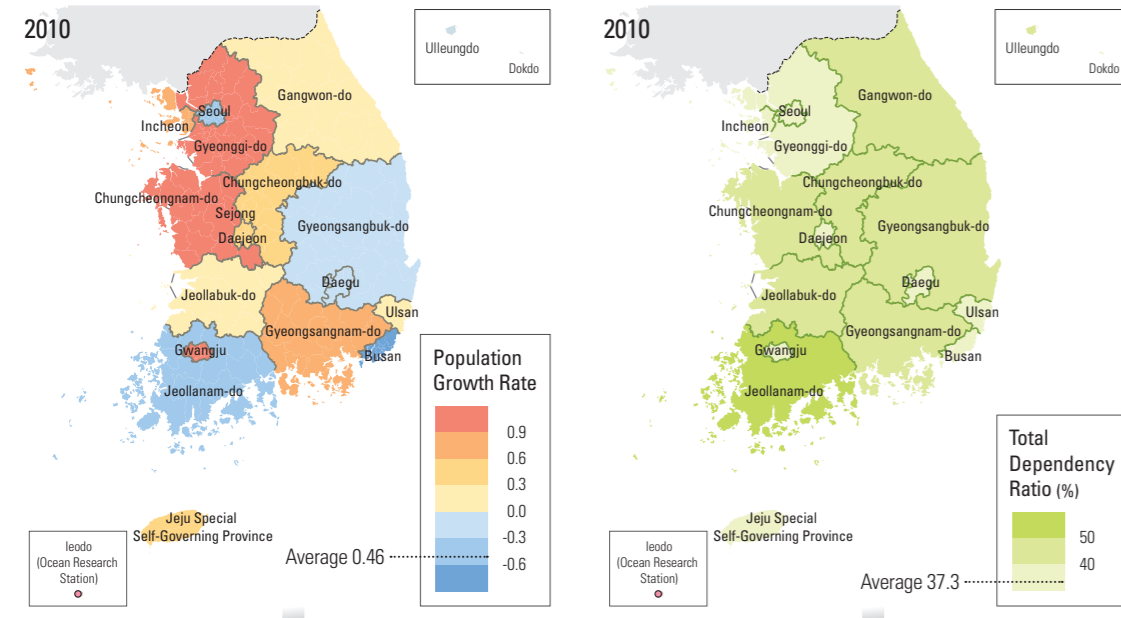 2010
Ulleungdo
Dokdo
Gangwon-do
Seoul
Incheon
Gyeonggi-do
Chungcheongbuk-do
Chungcheongnam-do
Sejong
Gyeongsangbuk-do
Daejeon
Daegu
Jeollabuk-do
Ulsan
Gyeongsangnam-do
Gwangju
Busan
Jeollanam-do
Jeju Special
Self-Governing Province
Ieodo
(Ocean Research
Station)
Population
Growth Rate
0.9
0.6
0.3
0.0
-0.3
-0.6
Average 0.46
2010
Ulleungdo
Dokdo
Gangwon-do
Seoul
Incheon
Gyeonggi-do
Chungcheongbuk-do
Chungcheongnam-do
Gyeongsangbuk-do
Daejeon
Daegu
Jeollabuk-do
Ulsan
Gyeongsangnam-do
Gwangju
Busan
Jeollanam-do
Jeju Special
Self-Governing Province
Ieodo
(Ocean Research
Station)
Total
Dependency
Ratio (%)
50
40
Average 37.3